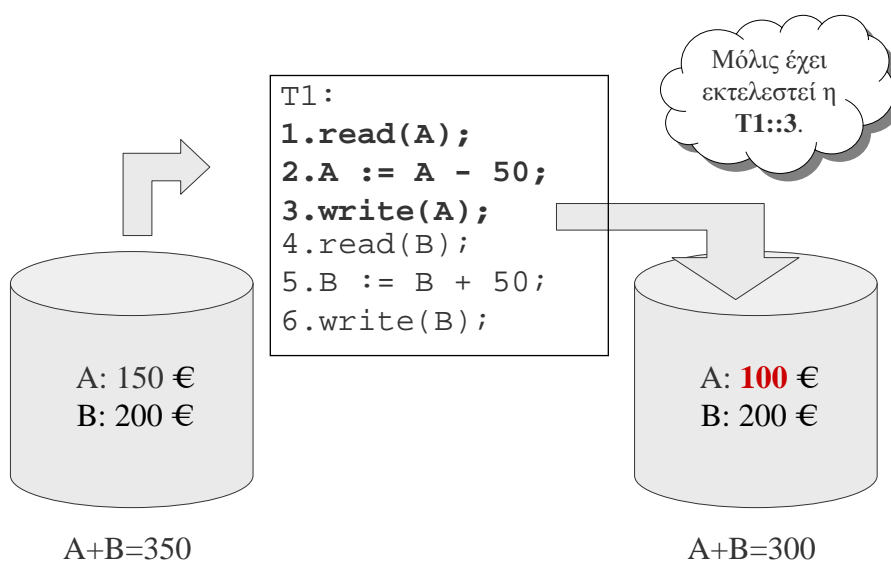 Μόλις έχει
εκτελεστεί η
T1::3.
T1:
1.read(A);
2.A := A - 50;
3.write(A);
4.read(B);
5.B := B + 50;
6.write(B);
A: 150 €
B: 200 €
A: 100 €
B: 200 €
A+B=350
A+B=300